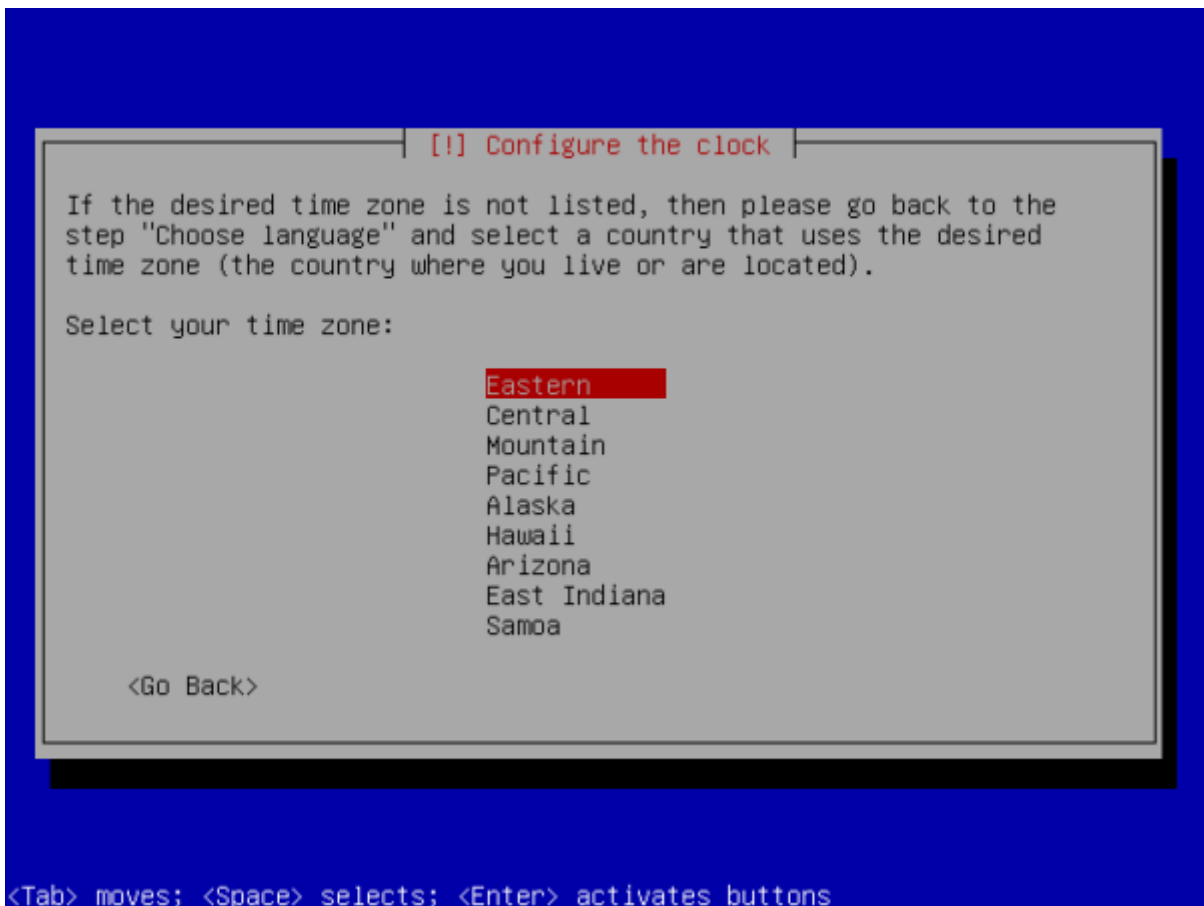 [!] Configure the clock
If the desired time zone is not listed, then please go back to the
step "Choose language" and select a country that uses the desired
time zone (the country where you live or are located).
Select your time zone:
Eastern
Central
Mountain
Pacific
Alaska
Hawaii
Arizona
East Indiana
Samoa
<Go Back>
<Tab> moves; <Space> selects; <Enter> activates buttons